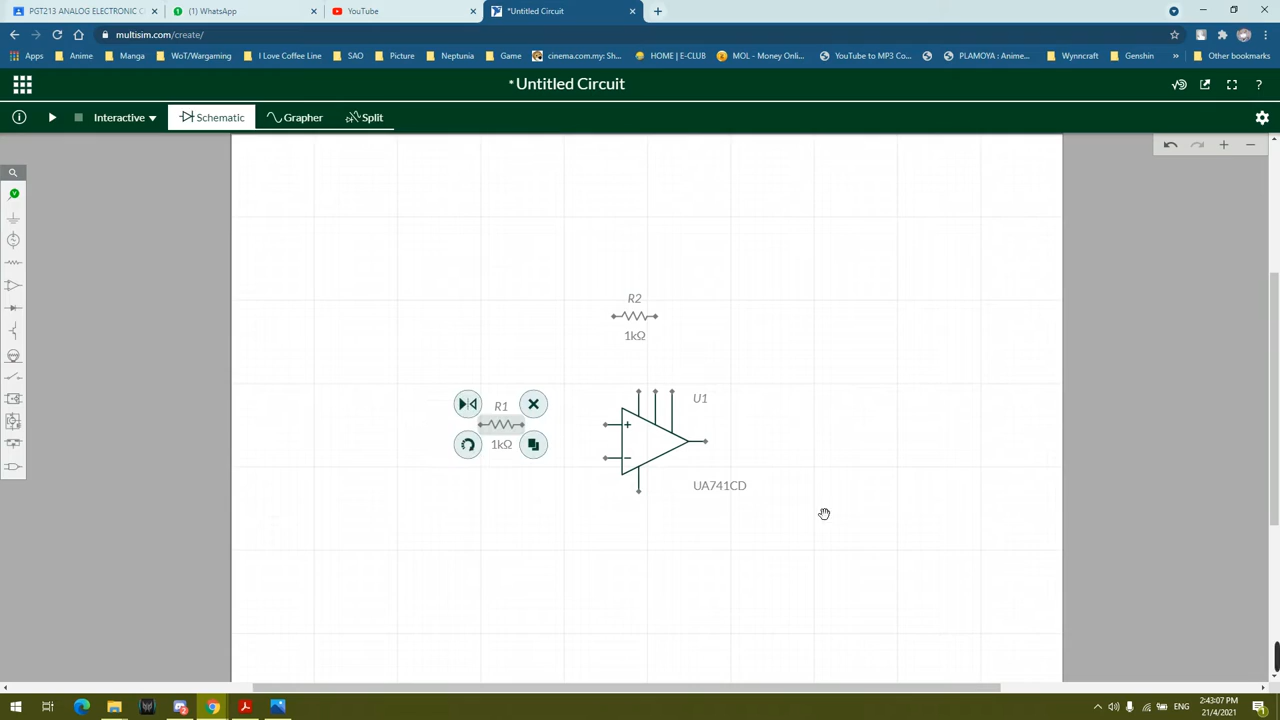 PGT213 ANALOG ELECTRONIC C
(1) WhatsApp
YouTube
*Untitled Circuit
multisim.com/create/
Apps
Anime
Manga
WoT/Wargaming
I Love Coffee Line
SAO
Picture
Neptunia
Game
cinema.com.my: Sh...
HOME | E-CLUB
MOL - Money Onlin...
YouTube to MP3 Co...
PLAMOYA : Anime...
Wynncraft
»
Genshin
Other bookmarks
*Untitled Circuit
Interactive
Schematic
Grapher
Split
R2
1kΩ
R1
1kΩ
U1
+
−
UA741CD
ENG
2:43:07 PM
21/4/2021